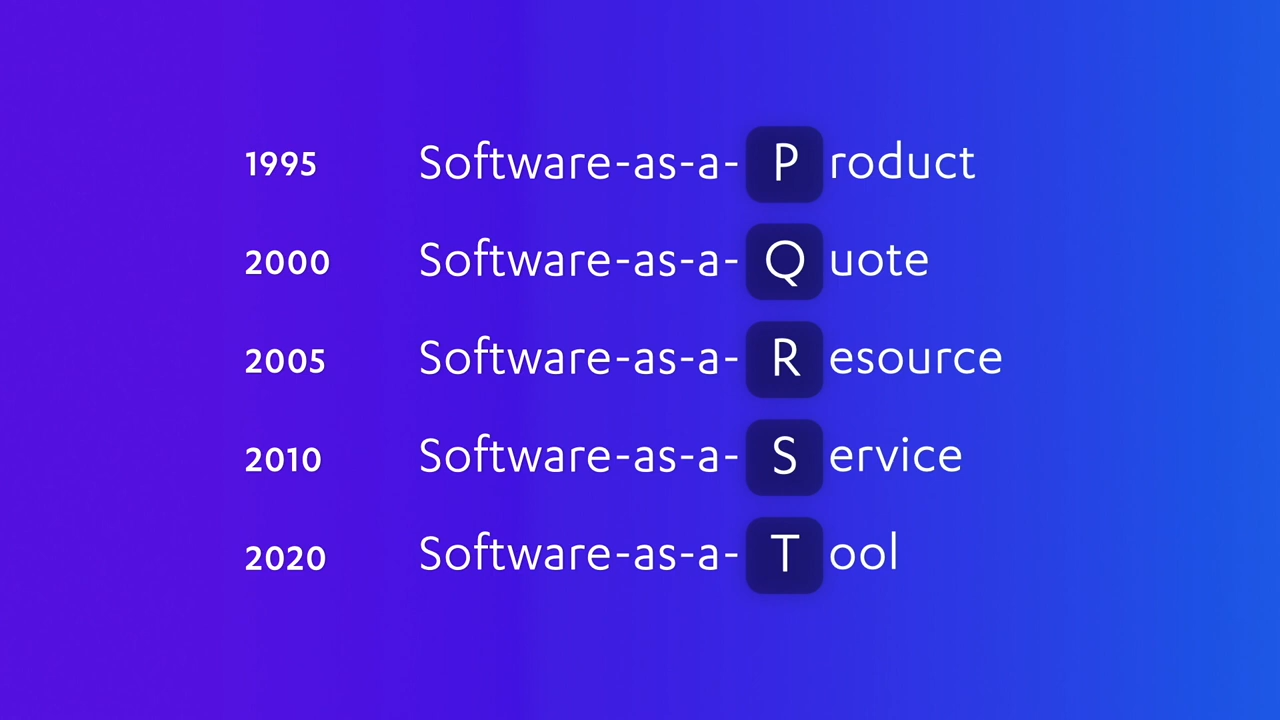 1995 Software-as-a-Product
2000 Software-as-a-Quote
2005 Software-as-a-Resource
2010 Software-as-a-Service
2020 Software-as-a-Tool